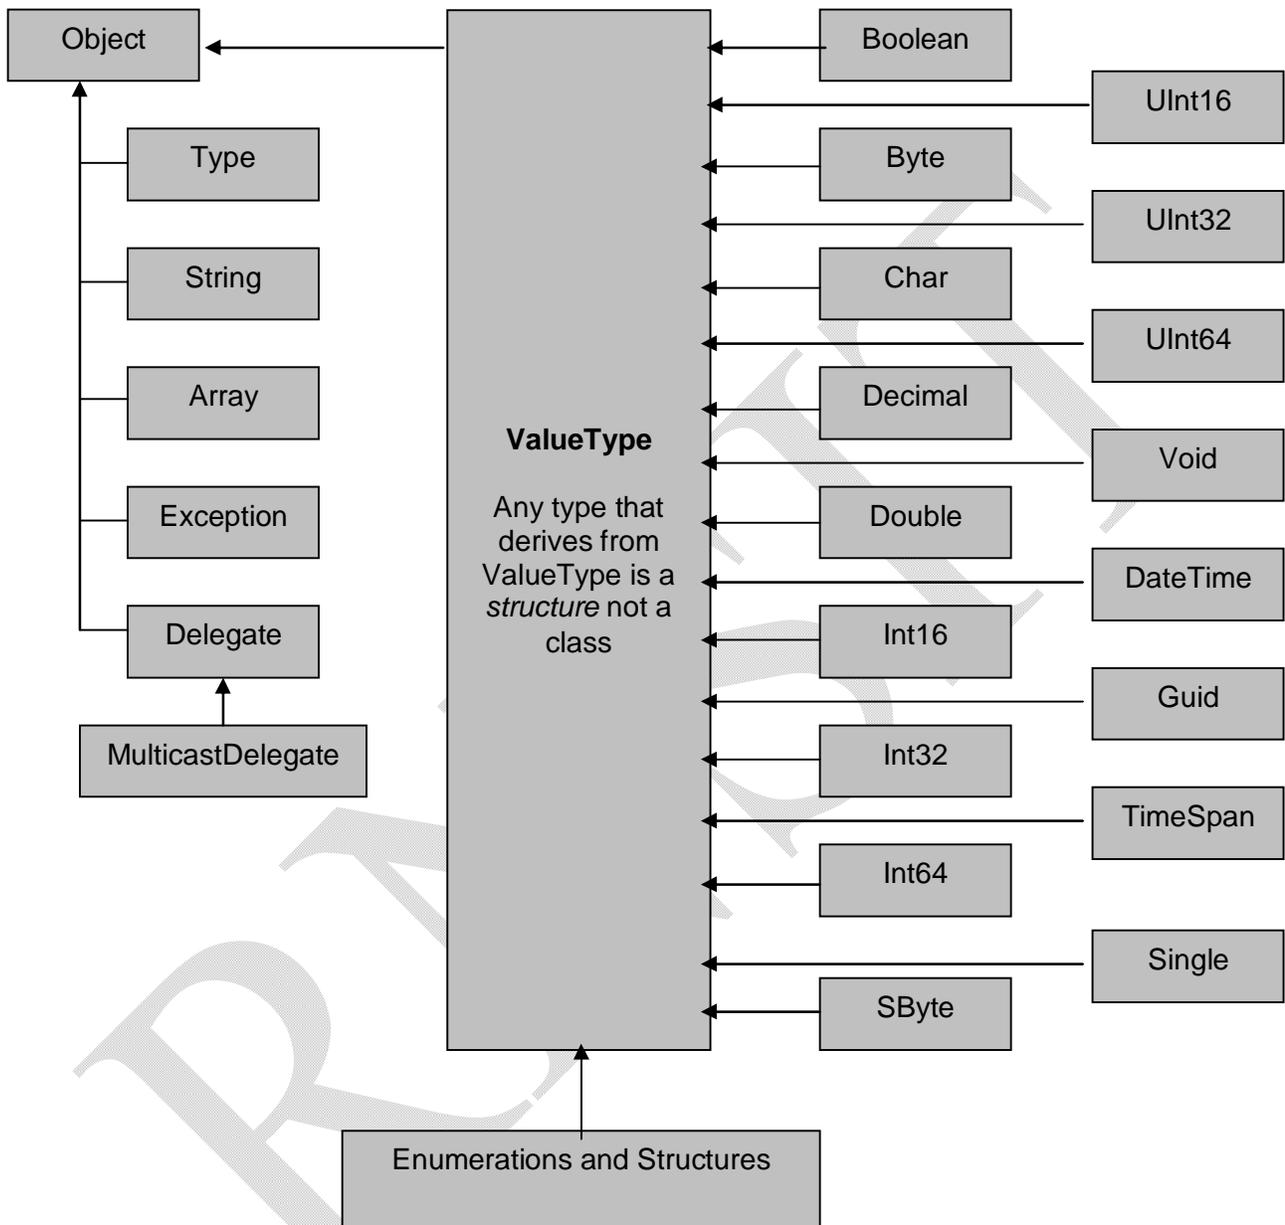 Object
Boolean
UInt16
Type
Byte
UInt32
String
Char
UInt64
Array
Decimal
ValueType
Void
Any type that
derives from
ValueType is a
structure not a
class
Exception
Double
DateTime
Delegate
Int16
Guid
MulticastDelegate
Int32
TimeSpan
Int64
Single
SByte
Enumerations and Structures